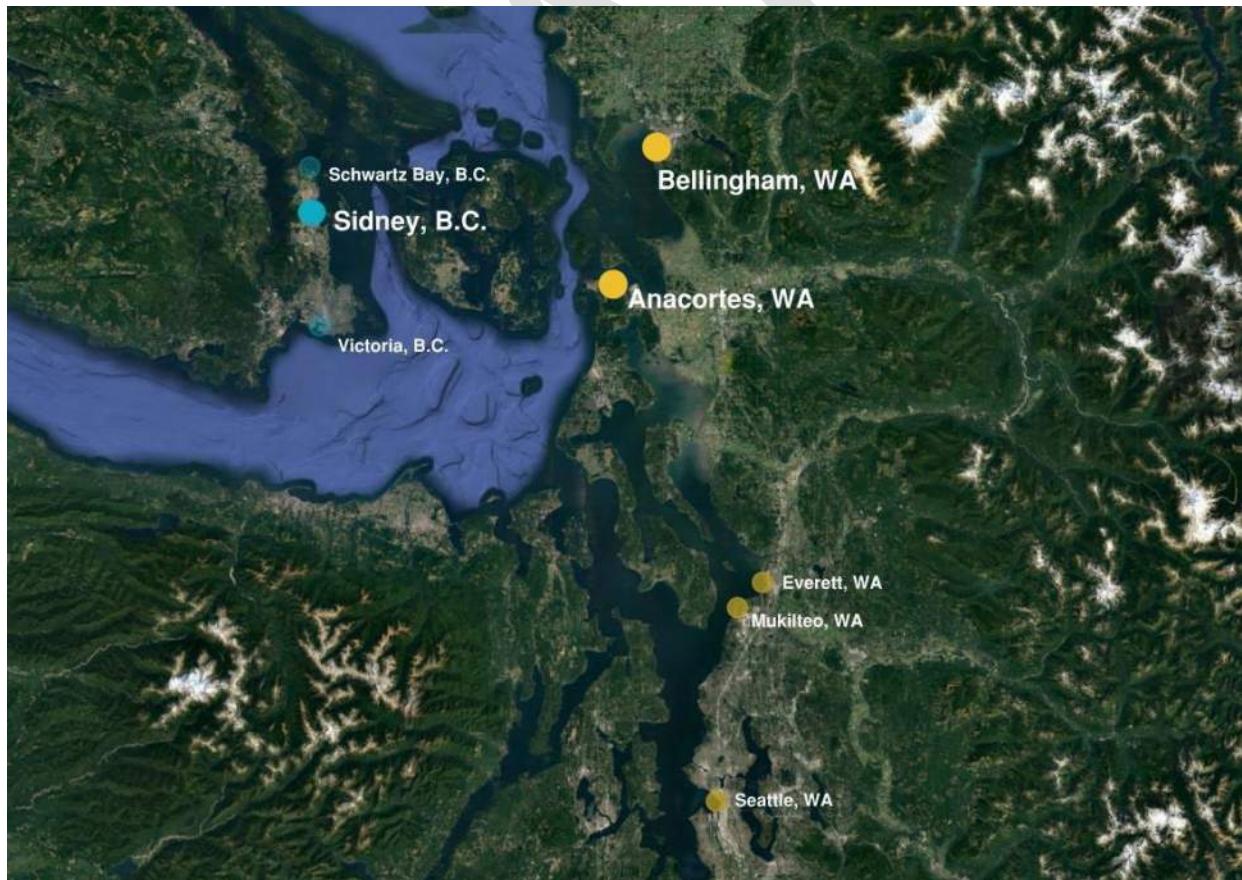 Bellingham, WA
Schwartz Bay, B.C.
Sidney, B.C.
Anacortes, WA
Victoria, B.C.
Everett, WA
Mukilteo, WA
Seattle, WA